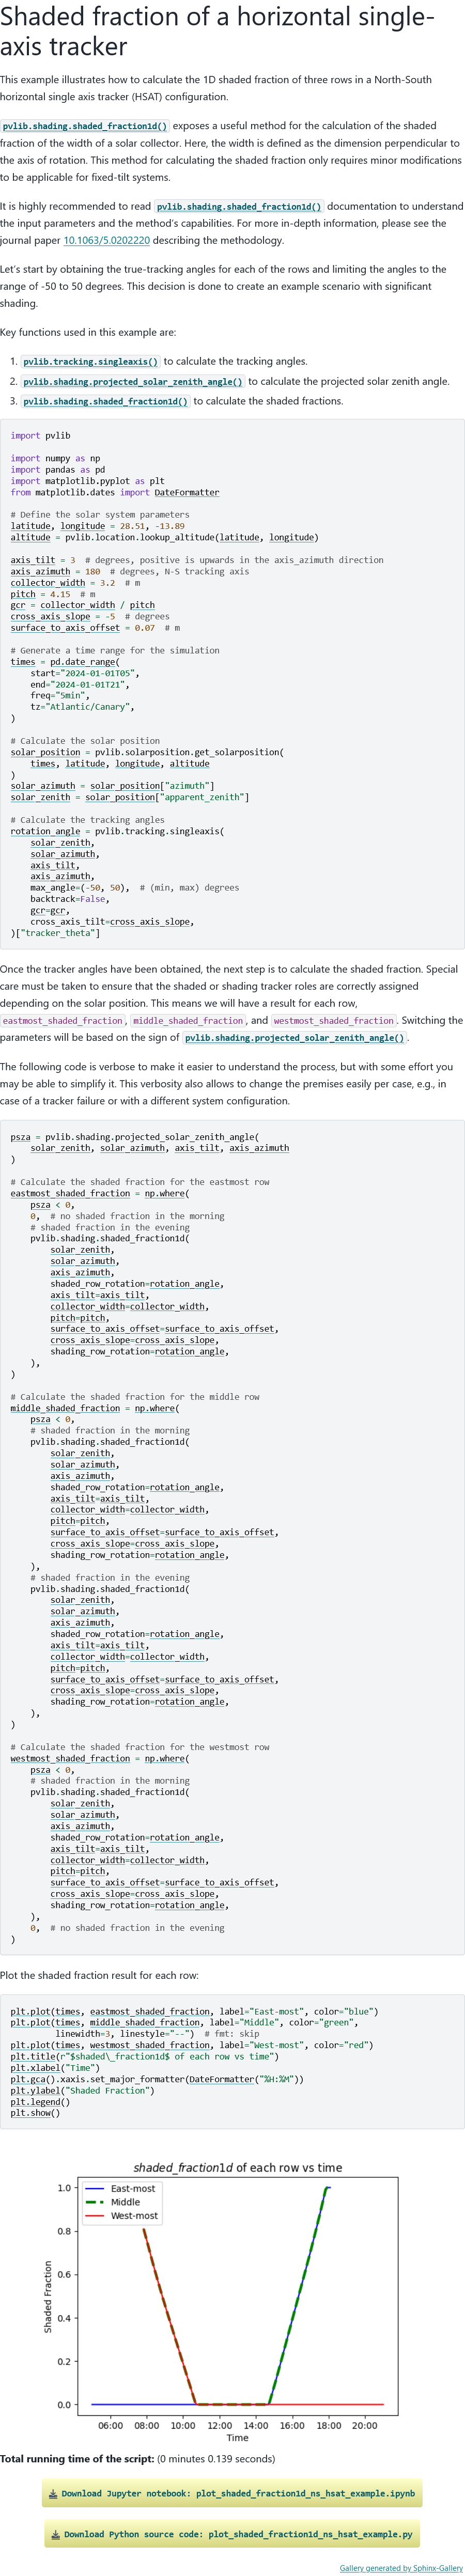 Shaded fraction of a horizontal single-
axis tracker
This example illustrates how to calculate the 1D shaded fraction of three rows in a North-South
horizontal single axis tracker (HSAT) configuration.
pvlib.shading.shaded_fraction1d() exposes a useful method for the calculation of the shaded
fraction of the width of a solar collector. Here, the width is defined as the dimension perpendicular to
the axis of rotation. This method for calculating the shaded fraction only requires minor modifications
to be applicable for fixed-tilt systems.
It is highly recommended to read pvlib.shading.shaded_fraction1d() documentation to understand
the input parameters and the method's capabilities. For more in-depth information, please see the
journal paper 10.1063/5.0202220 describing the methodology.
Let's start by obtaining the true-tracking angles for each of the rows and limiting the angles to the
range of -50 to 50 degrees. This decision is done to create an example scenario with significant
shading.
Key functions used in this example are:
1. pvlib.tracking.singleaxis() to calculate the tracking angles.
2. pvlib.shading.projected_solar_zenith_angle() to calculate the projected solar zenith angle.
3. pvlib.shading.shaded_fraction1d() to calculate the shaded fractions.
import pvlib
import numpy as np
import pandas as pd
import matplotlib.pyplot as plt
from matplotlib.dates import DateFormatter
# Define the solar system parameters
latitude, longitude = 28.51, -13.89
altitude = pvlib.location.lookup_altitude(latitude, longitude)
axis_tilt = 3  # degrees, positive is upwards in the axis_azimuth direction
axis_azimuth = 180  # degrees, N-S tracking axis
collector_width = 3.2  # m
pitch = 4.15  # m
gcr = collector_width / pitch
cross_axis_slope = -5  # degrees
surface_to_axis_offset = 0.07  # m
# Generate a time range for the simulation
times = pd.date_range(
    start="2024-01-01T05",
    end="2024-01-01T21",
    freq="5min",
    tz="Atlantic/Canary",
)
# Calculate the solar position
solar_position = pvlib.solarposition.get_solarposition(
    times, latitude, longitude, altitude
)
solar_azimuth = solar_position["azimuth"]
solar_zenith = solar_position["apparent_zenith"]
# Calculate the tracking angles
rotation_angle = pvlib.tracking.singleaxis(
    solar_zenith,
    solar_azimuth,
    axis_tilt,
    axis_azimuth,
    max_angle=(-50, 50),  # (min, max) degrees
    backtrack=False,
    gcr=gcr,
    cross_axis_tilt=cross_axis_slope,
)["tracker_theta"]
Once the tracker angles have been obtained, the next step is to calculate the shaded fraction. Special
care must be taken to ensure that the shaded or shading tracker roles are correctly assigned
depending on the solar position. This means we will have a result for each row,
eastmost_shaded_fraction, middle_shaded_fraction, and westmost_shaded_fraction. Switching the
parameters will be based on the sign of pvlib.shading.projected_solar_zenith_angle().
The following code is verbose to make it easier to understand the process, but with some effort you
may be able to simplify it. This verbosity also allows to change the premises easily per case, e.g., in
case of a tracker failure or with a different system configuration.
psza = pvlib.shading.projected_solar_zenith_angle(
    solar_zenith, solar_azimuth, axis_tilt, axis_azimuth
)
# Calculate the shaded fraction for the eastmost row
eastmost_shaded_fraction = np.where(
    psza < 0,
    0,  # no shaded fraction in the morning
    # shaded fraction in the evening
    pvlib.shading.shaded_fraction1d(
        solar_zenith,
        solar_azimuth,
        axis_azimuth,
        shaded_row_rotation=rotation_angle,
        axis_tilt=axis_tilt,
        collector_width=collector_width,
        pitch=pitch,
        surface_to_axis_offset=surface_to_axis_offset,
        cross_axis_slope=cross_axis_slope,
        shading_row_rotation=rotation_angle,
    ),
)
# Calculate the shaded fraction for the middle row
middle_shaded_fraction = np.where(
    psza < 0,
    # shaded fraction in the morning
    pvlib.shading.shaded_fraction1d(
        solar_zenith,
        solar_azimuth,
        axis_azimuth,
        shaded_row_rotation=rotation_angle,
        axis_tilt=axis_tilt,
        collector_width=collector_width,
        pitch=pitch,
        surface_to_axis_offset=surface_to_axis_offset,
        cross_axis_slope=cross_axis_slope,
        shading_row_rotation=rotation_angle,
    ),
    # shaded fraction in the evening
    pvlib.shading.shaded_fraction1d(
        solar_zenith,
        solar_azimuth,
        axis_azimuth,
        shaded_row_rotation=rotation_angle,
        axis_tilt=axis_tilt,
        collector_width=collector_width,
        pitch=pitch,
        surface_to_axis_offset=surface_to_axis_offset,
        cross_axis_slope=cross_axis_slope,
        shading_row_rotation=rotation_angle,
    ),
)
# Calculate the shaded fraction for the westmost row
westmost_shaded_fraction = np.where(
    psza < 0,
    # shaded fraction in the morning
    pvlib.shading.shaded_fraction1d(
        solar_zenith,
        solar_azimuth,
        axis_azimuth,
        shaded_row_rotation=rotation_angle,
        axis_tilt=axis_tilt,
        collector_width=collector_width,
        pitch=pitch,
        surface_to_axis_offset=surface_to_axis_offset,
        cross_axis_slope=cross_axis_slope,
        shading_row_rotation=rotation_angle,
    ),
    0,  # no shaded fraction in the evening
)
Plot the shaded fraction result for each row:
plt.plot(times, eastmost_shaded_fraction, label="East-most", color="blue")
plt.plot(times, middle_shaded_fraction, label="Middle", color="green",
         linewidth=3, linestyle="--")  # fmt: skip
plt.plot(times, westmost_shaded_fraction, label="West-most", color="red")
plt.title(r"$shaded\_fraction1d$ of each row vs time")
plt.xlabel("Time")
plt.gca().xaxis.set_major_formatter(DateFormatter("%H:%M"))
plt.ylabel("Shaded Fraction")
plt.legend()
plt.show()
shaded_fraction1d of each row vs time
East-most
Middle
West-most
1.0
0.8
0.6
0.4
0.2
0.0
Shaded Fraction
06:00 08:00 10:00 12:00 14:00 16:00 18:00 20:00
Time
Total running time of the script: (0 minutes 0.139 seconds)
Download Jupyter notebook: plot_shaded_fraction1d_ns_hsat_example.ipynb
Download Python source code: plot_shaded_fraction1d_ns_hsat_example.py
Gallery generated by Sphinx-Gallery